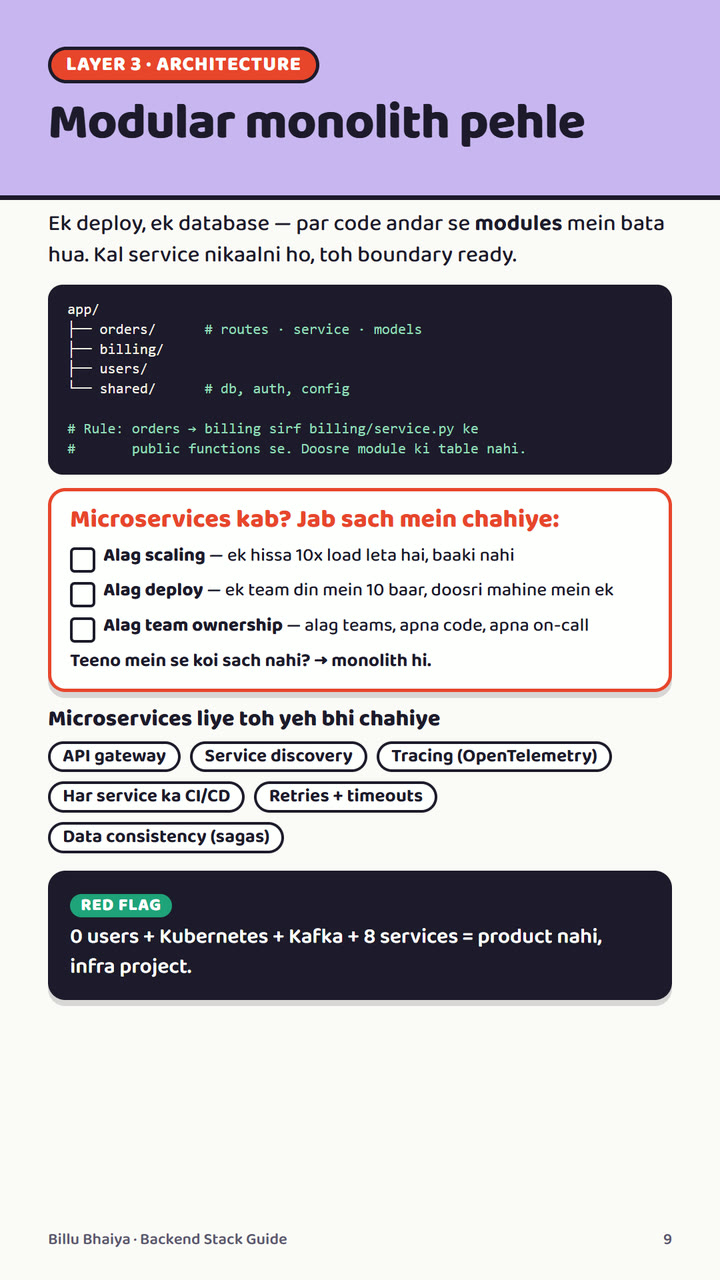 LAYER 3 · ARCHITECTURE
Modular monolith pehle
Ek deploy, ek database — par code andar se modules mein bata
hua. Kal service nikaalni ho, toh boundary ready.
app/
├── orders/      # routes · service · models
├── billing/
├── users/
└── shared/      # db, auth, config
# Rule: orders → billing sirf billing/service.py ke
#       public functions se. Doosre module ki table nahi.
Microservices kab? Jab sach mein chahiye:
Alag scaling — ek hissa 10x load leta hai, baaki nahi
Alag deploy — ek team din mein 10 baar, doosri mahine mein ek
Alag team ownership — alag teams, apna code, apna on-call
Teeno mein se koi sach nahi? → monolith hi.
Microservices liye toh yeh bhi chahiye
API gateway Service discovery Tracing (OpenTelemetry)
Har service ka CI/CD Retries + timeouts
Data consistency (sagas)
RED FLAG
0 users + Kubernetes + Kafka + 8 services = product nahi,
infra project.
Billu Bhaiya · Backend Stack Guide 9